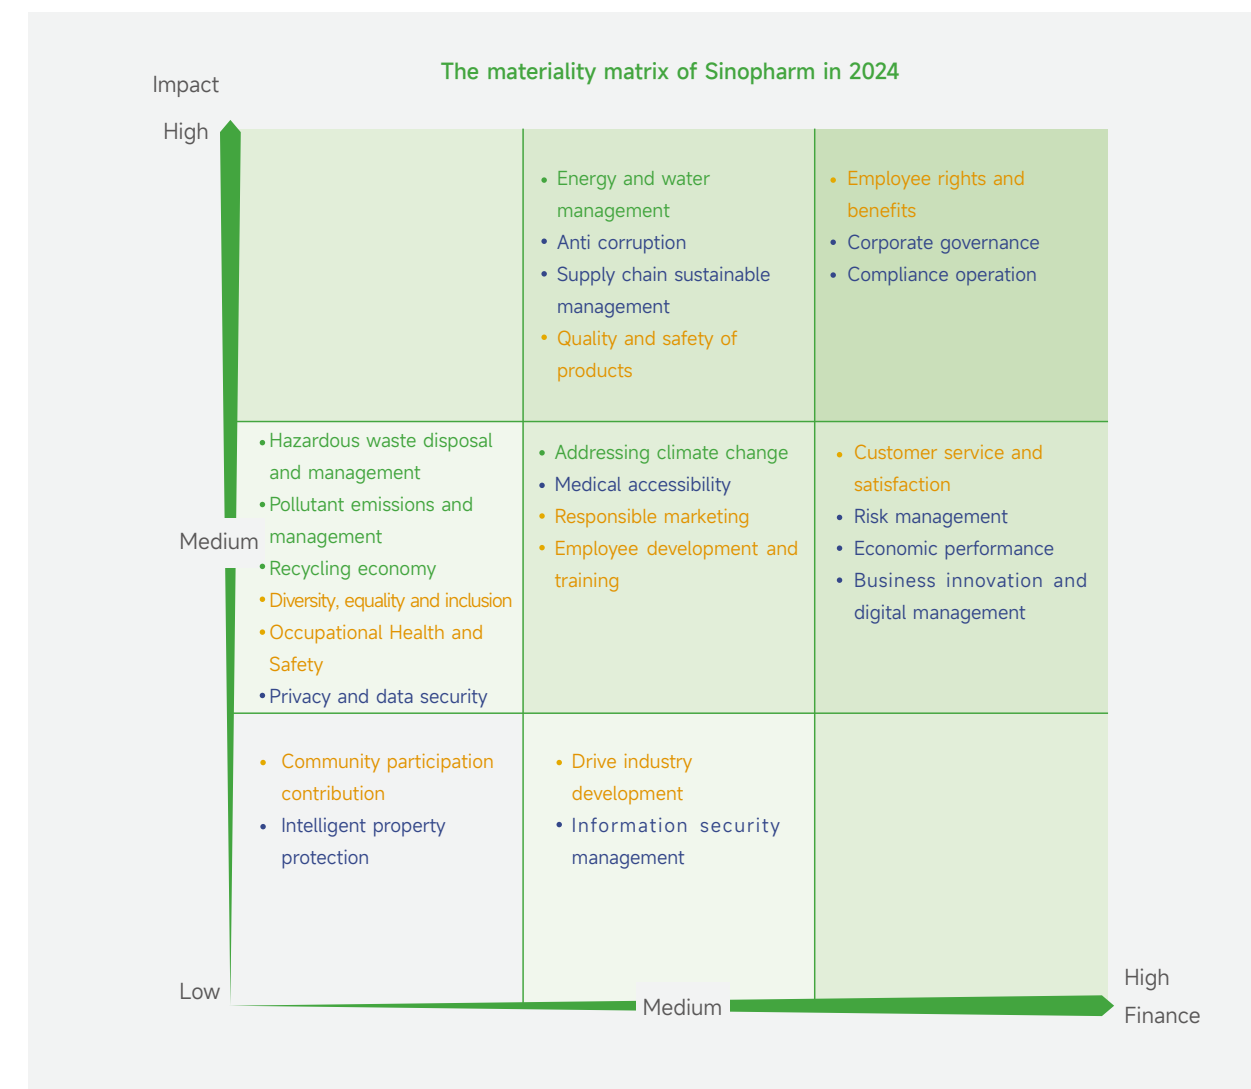 The materiality matrix of Sinopharm in 2024
Impact
High
• Energy and water
management
• Anti corruption
• Supply chain sustainable
management
• Quality and safety of
products
• Employee rights and
benefits
• Corporate governance
• Compliance operation
Medium
• Hazardous waste disposal
and management
• Pollutant emissions and
management
• Recycling economy
• Diversity, equality and inclusion
• Occupational Health and
Safety
• Privacy and data security
• Addressing climate change
• Medical accessibility
• Responsible marketing
• Employee development and
training
• Customer service and
satisfaction
• Risk management
• Economic performance
• Business innovation and
digital management
• Community participation
contribution
• Intelligent property
protection
• Drive industry
development
• Information security
management
Low
Medium
High
Finance